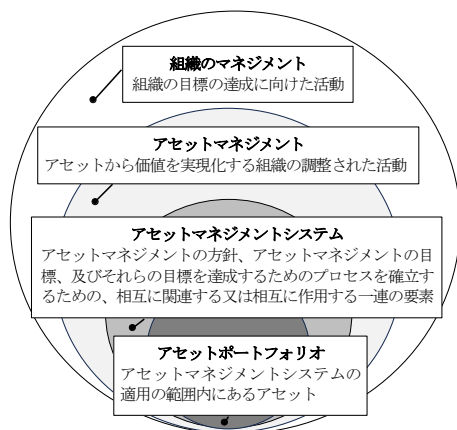 組織のマネジメント
組織の目標の達成に向けた活動
アセットマネジメント
アセットから価値を実現化する組織の調整された活動
アセットマネジメントシステム
アセットマネジメントの方針、アセットマネジメントの目
標、及びそれらの目標を達成するためのプロセスを確立す
るための、相互に関連する又は相互に作用する一連の要素
アセットポートフォリオ
アセットマネジメントシステムの
適用の範囲内にあるアセット